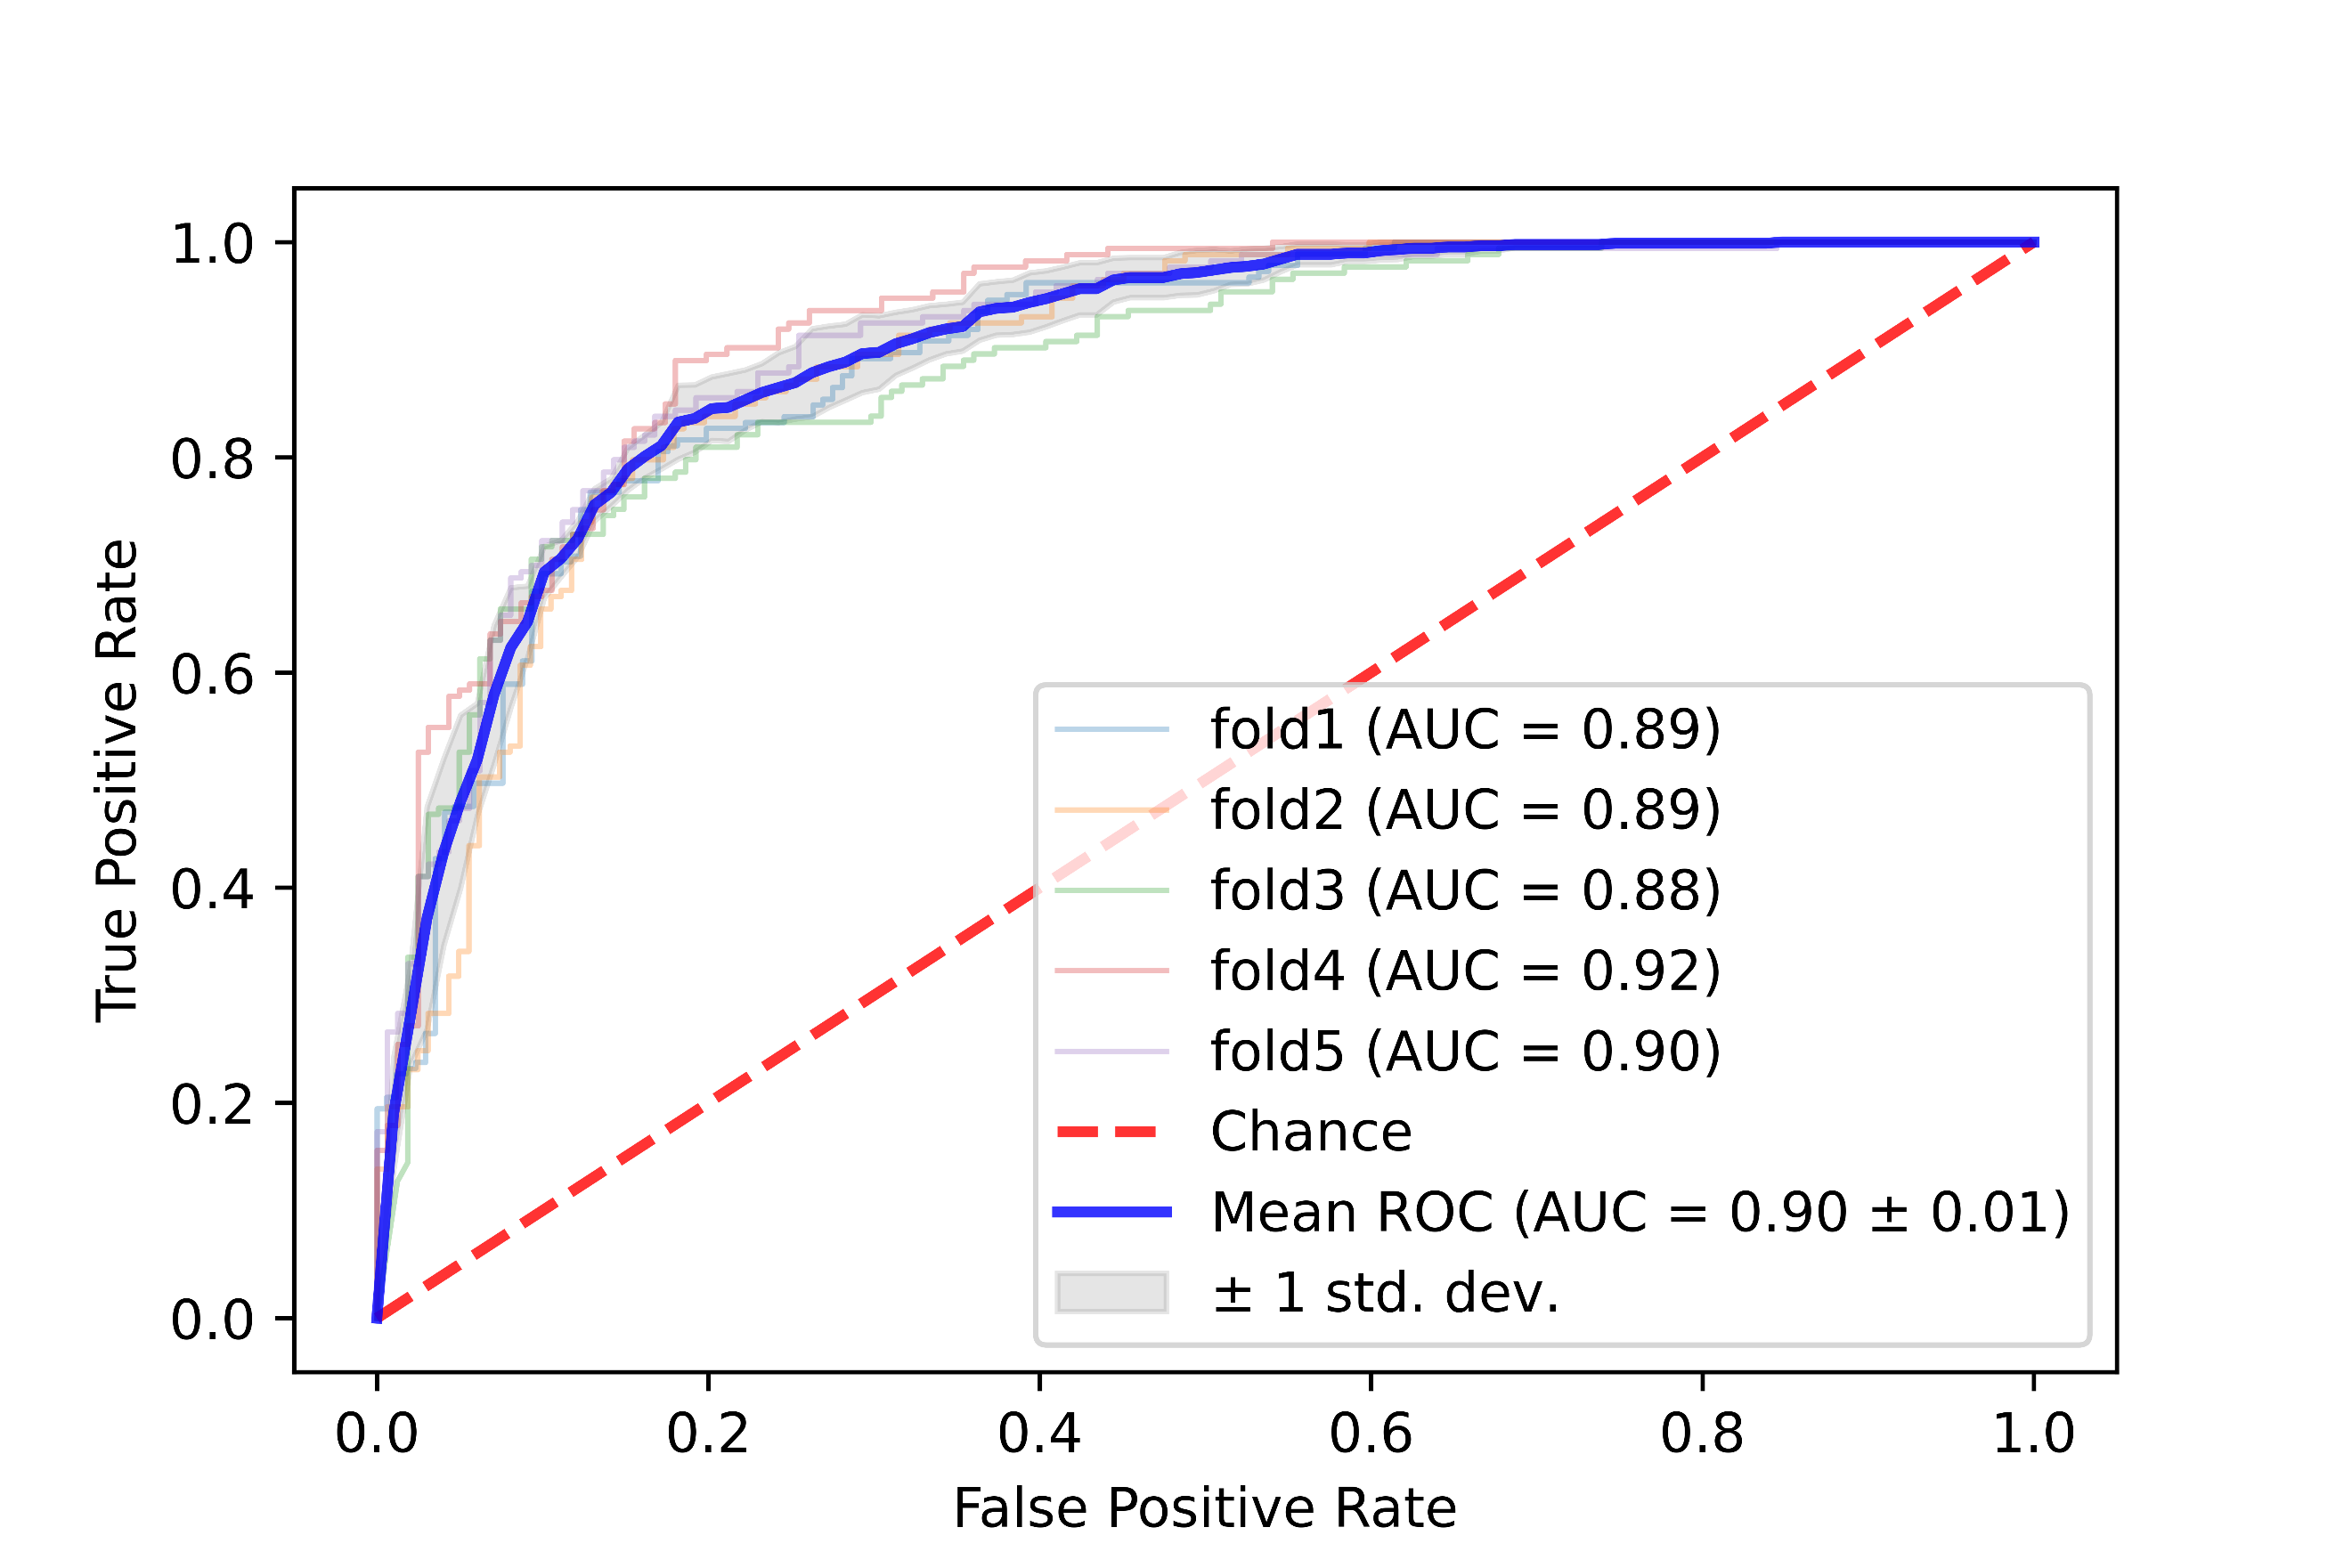 1.0
0.8
0.6
0.4
0.2
0.0
True Positive Rate
fold1 (AUC = 0.89)
fold2 (AUC = 0.89)
fold3 (AUC = 0.88)
fold4 (AUC = 0.92)
fold5 (AUC = 0.90)
Chance
Mean ROC (AUC = 0.90 ± 0.01)
± 1 std. dev.
0.0 0.2 0.4 0.6 0.8 1.0
False Positive Rate